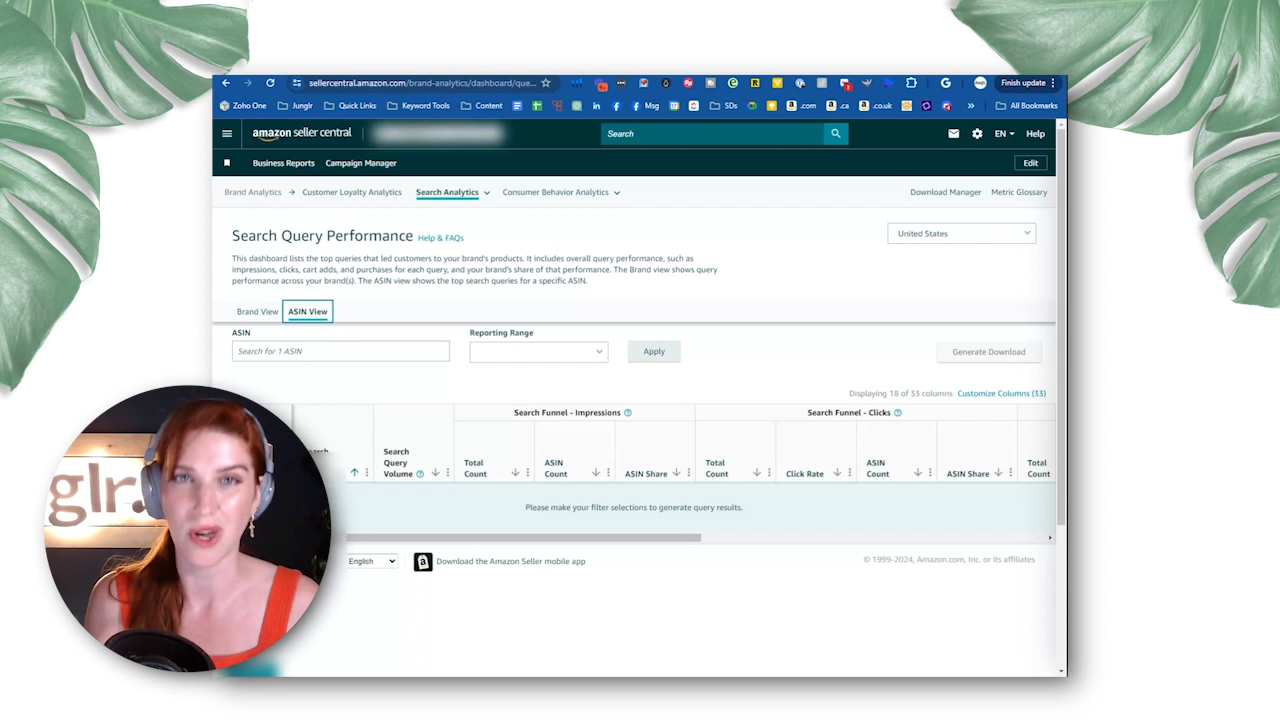 sellercentral.amazon.com/brand-analytics/dashboard/que...
Finish update
Zoho One
Junglr
Quick Links
Keyword Tools
Content
Msg
SDs
.com
.ca
.co.uk
All Bookmarks
amazon seller central
Search
EN
Help
Business Reports
Campaign Manager
Edit
Brand Analytics
Customer Loyalty Analytics
Search Analytics
Consumer Behavior Analytics
Download Manager
Metric Glossary
Search Query Performance
Help & FAQs
United States
This dashboard lists the top queries that led customers to your brand's products. It includes overall query performance, such as
impressions, clicks, cart adds, and purchases for each query, and your brand's share of that performance. The Brand view shows query
performance across your brand(s). The ASIN view shows the top search queries for a specific ASIN.
Brand View
ASIN View
ASIN
Reporting Range
Search for 1 ASIN
Apply
Generate Download
Displaying 18 of 33 columns
Customize Columns (33)
Search Funnel - Impressions
Search Funnel - Clicks
Search
Query
Volume
Total
Count
ASIN
Count
ASIN Share
Total
Count
Click Rate
ASIN
Count
ASIN Share
Total
Count
Please make your filter selections to generate query results.
English
Download the Amazon Seller mobile app
© 1999-2024, Amazon.com, Inc. or its affiliates
glr.